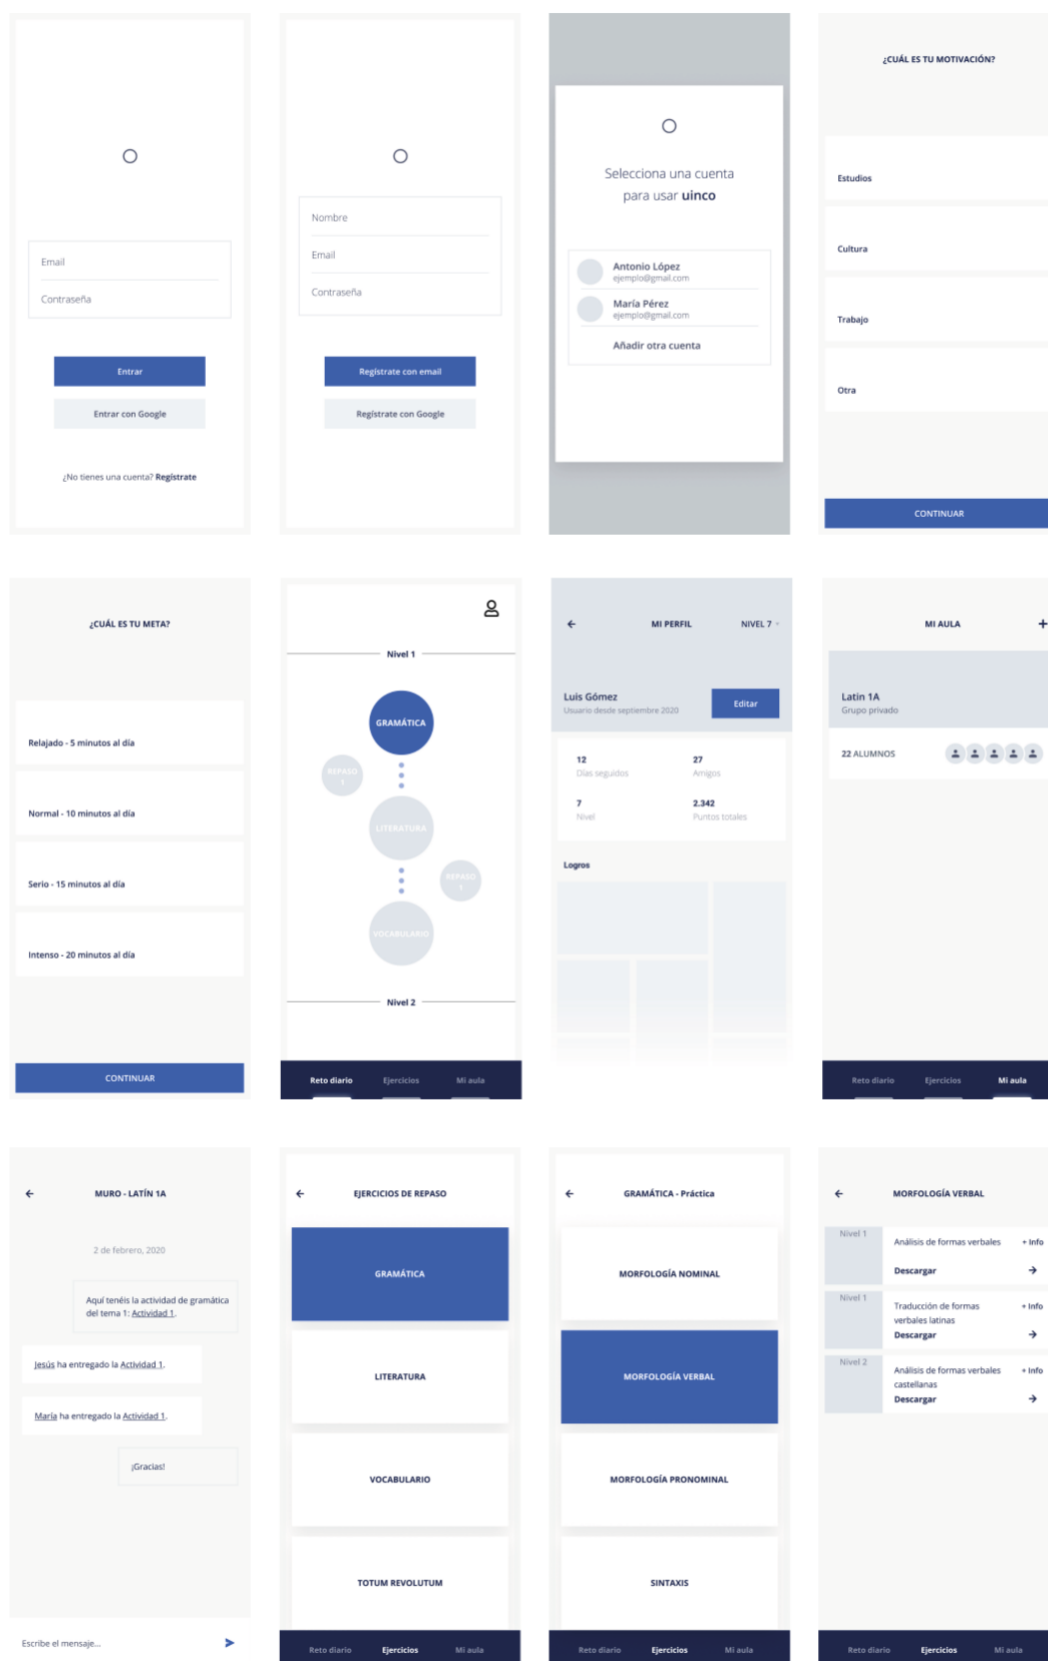 Email
Contraseña
Entrar
Entrar con Google
¿No tienes una cuenta? Regístrate
Nombre
Email
Contraseña
Regístrate con email
Regístrate con Google
Selecciona una cuenta
para usar uinco
Antonio López
ejemplo@gmail.com
María Pérez
ejemplo@gmail.com
Añadir otra cuenta
¿CUÁL ES TU MOTIVACIÓN?
Estudios
Cultura
Trabajo
Otra
CONTINUAR
¿CUÁL ES TU META?
Relajado - 5 minutos al día
Normal - 10 minutos al día
Serio - 15 minutos al día
Intenso - 20 minutos al día
CONTINUAR
Nivel 1
GRAMÁTICA
REPASO
1
LITERATURA
REPASO
1
VOCABULARIO
Nivel 2
Reto diario Ejercicios Mi aula
MI PERFIL NIVEL 7
Luis Gómez
Usuario desde septiembre 2020
Editar
12 27
Días seguidos Amigos
7 2.342
Nivel Puntos totales
Logros
MI AULA +
Latin 1A
Grupo privado
22 ALUMNOS
Reto diario Ejercicios Mi aula
MURO - LATÍN 1A
2 de febrero, 2020
Aquí tenéis la actividad de gramática
del tema 1: Actividad 1.
Jesús ha entregado la Actividad 1.
María ha entregado la Actividad 1.
¡Gracias!
Escribe el mensaje...
EJERCICIOS DE REPASO
GRAMÁTICA
LITERATURA
VOCABULARIO
TOTUM REVOLUTUM
Reto diario Ejercicios Mi aula
GRAMÁTICA - Práctica
MORFOLOGÍA NOMINAL
MORFOLOGÍA VERBAL
MORFOLOGÍA PRONOMINAL
SINTAXIS
Reto diario Ejercicios Mi aula
MORFOLOGÍA VERBAL
Nivel 1
Análisis de formas verbales + Info
Descargar
Nivel 1
Traducción de formas + Info
verbales latinas
Descargar
Nivel 2
Análisis de formas verbales + Info
castellanas
Descargar
Reto diario Ejercicios Mi aula